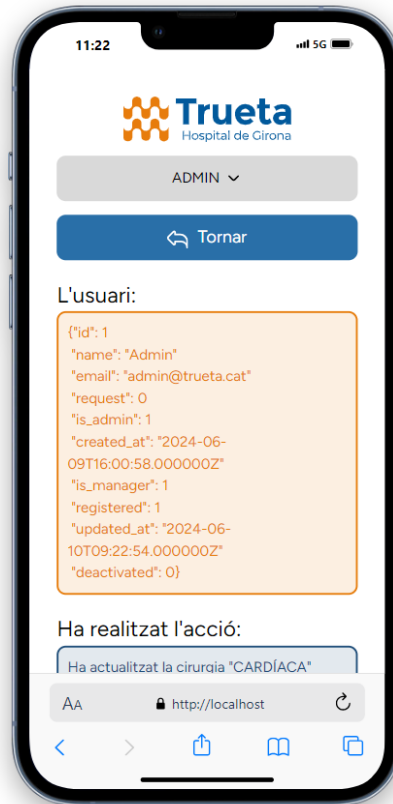 11:22
5G
Trueta
Hospital de Girona
ADMIN
Tornar
L'usuari:
{"id": 1
"name": "Admin"
"email": "admin@trueta.cat"
"request": 0
"is_admin": 1
"created_at": "2024-06-
09T16:00:58.000000Z"
"is_manager": 1
"registered": 1
"updated_at": "2024-06-
10T09:22:54.000000Z"
"deactivated": 0}
Ha realitzat l'acció:
Ha actualitzat la cirurgia "CARDÍACA"
AA
http://localhost